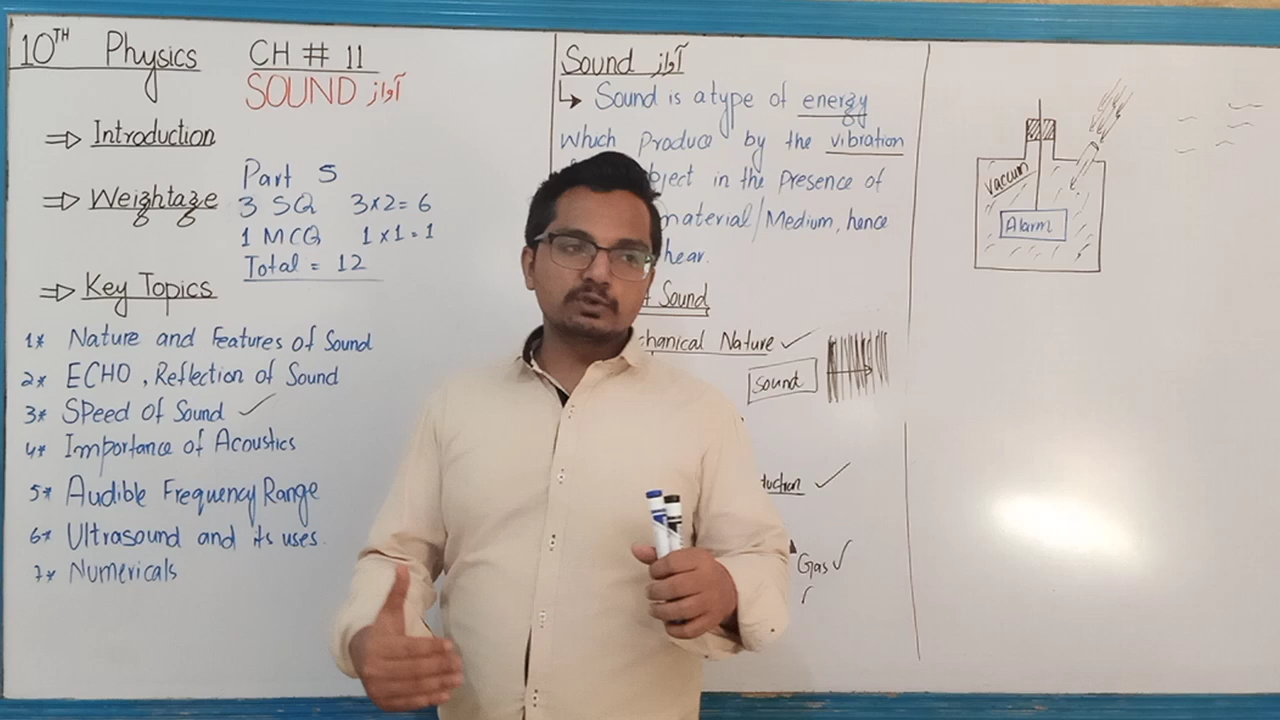 10TH Physics CH # 11
SOUND آواز
⇒ Introduction
⇒ Weightage
Part 5
3 SQ 3×2=6
1 MCQ 1×1=1
Total = 12
⇒ Key Topics
1* Nature and Features of Sound
2* ECHO, Reflection of Sound
3* Speed of Sound ✓
4* Importance of Acoustics
5* Audible Frequency Range
6* Ultrasound and its uses.
7* Numericals
Sound آواز
↳ Sound is a type of energy
Which produce by the vibration
bject in the presence of
material/Medium, hence
hear.
Sound
chanical Nature ✓
Sound
uction ✓
Gas ✓
Vacuum
Alarm